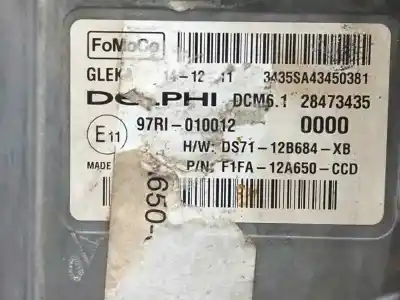 FoMoCo
GLEK 14-12- 11 3435SA43450381
DELPHI DCM6.1 28473435
E11 97RI-010012 0000
H/W: DS71-12B684-XB
MADE P/N: F1FA-12A650-CCD
650-